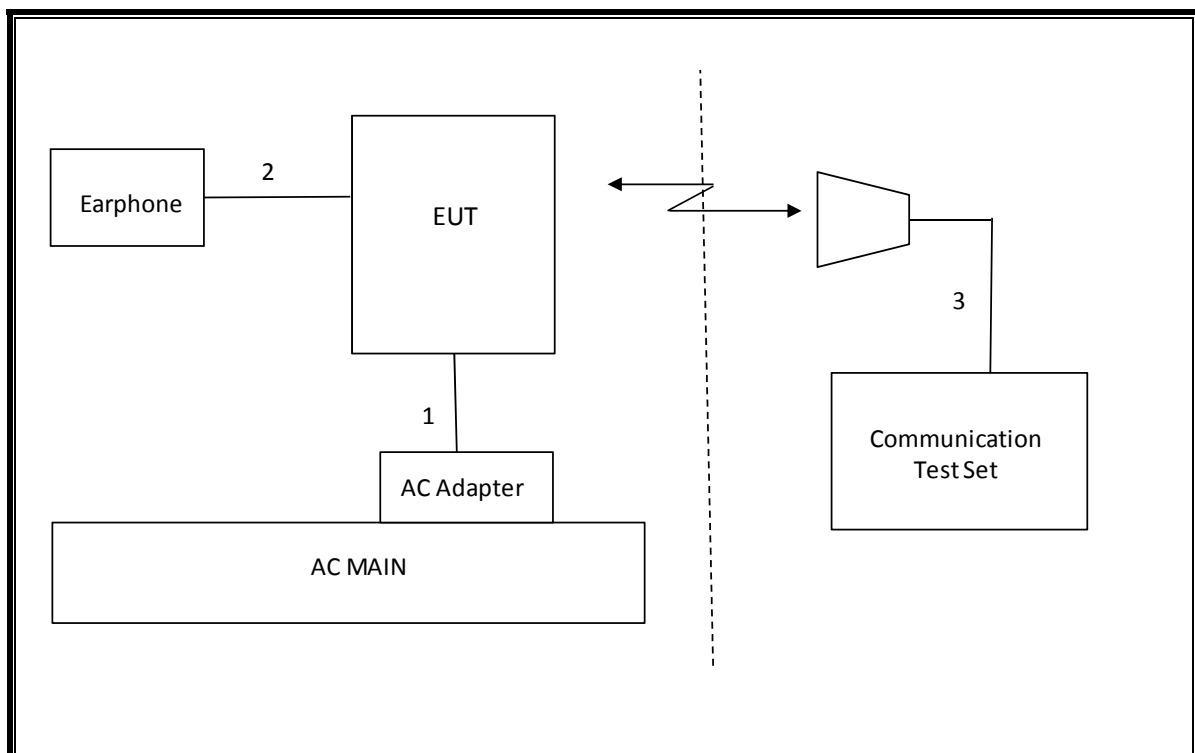 2
Earphone
EUT
3
1
Communication
Test Set
AC Adapter
AC MAIN